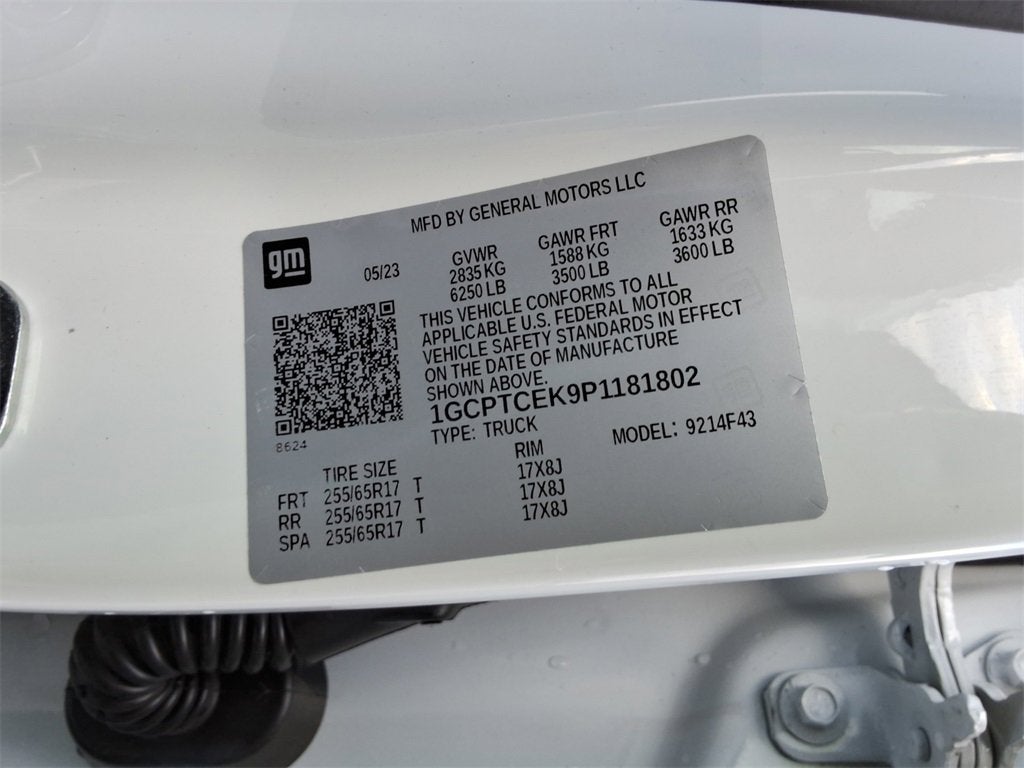 MFD BY GENERAL MOTORS LLC
gm
05/23
GVWR GAWR FRT GAWR RR
2835 KG 1588 KG 1633 KG
6250 LB 3500 LB 3600 LB
THIS VEHICLE CONFORMS TO ALL
APPLICABLE U.S. FEDERAL MOTOR
VEHICLE SAFETY STANDARDS IN EFFECT
ON THE DATE OF MANUFACTURE
SHOWN ABOVE.
1GCPTCEK9P1181802
TYPE: TRUCK MODEL: 9214F43
8624
TIRE SIZE RIM
FRT 255/65R17 T 17X8J
RR 255/65R17 T 17X8J
SPA 255/65R17 T 17X8J